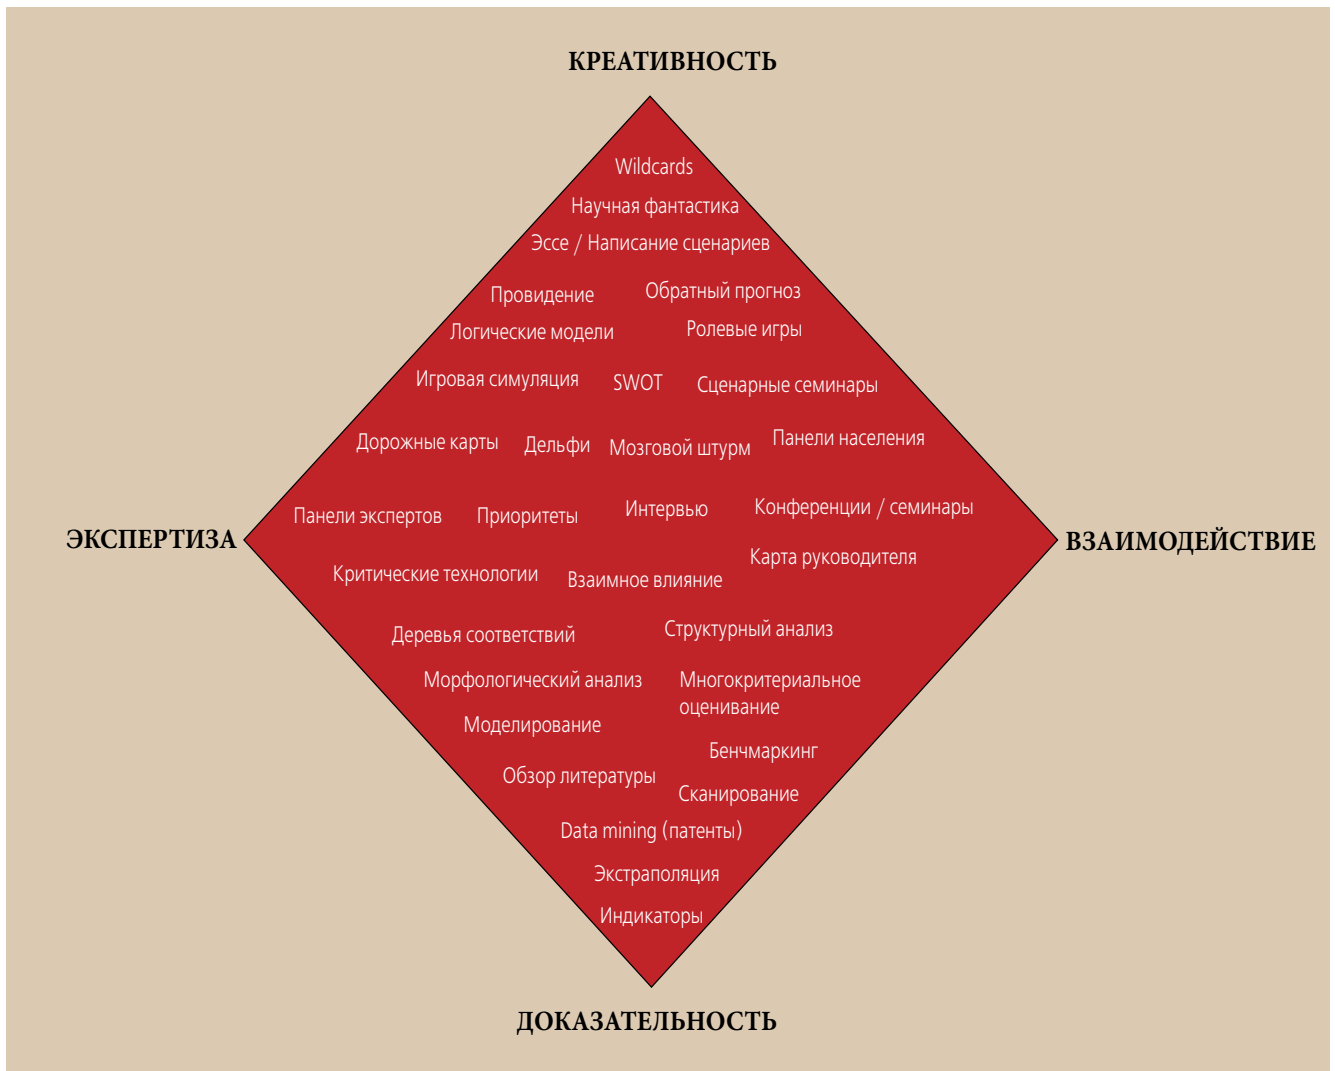 КРЕАТИВНОСТЬ
Wildcards
Научная фантастика
Эссе / Написание сценариев
Провидение
Обратный прогноз
Логические модели
Ролевые игры
Игровая симуляция
SWOT
Сценарные семинары
Дорожные карты
Дельфи
Мозговой штурм
Панели населения
Панели экспертов
Приоритеты
Интервью
Конференции / семинары
ЭКСПЕРТИЗА
ВЗАИМОДЕЙСТВИЕ
Карта руководителя
Критические технологии
Взаимное влияние
Деревья соответствий
Структурный анализ
Морфологический анализ
Многокритериальное
оценивание
Моделирование
Бенчмаркинг
Обзор литературы
Сканирование
Data mining (патенты)
Экстраполяция
Индикаторы
ДОКАЗАТЕЛЬНОСТЬ